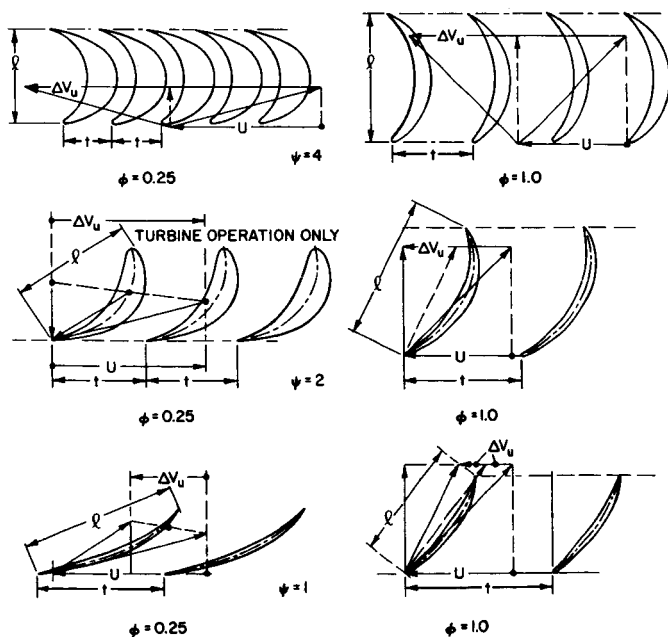 ℓ ΔVu t t U ψ = 4
ϕ = 0.25
ℓ ΔVu t U
ϕ = 1.0
ΔVu
TURBINE OPERATION ONLY
ℓ
U
t t ψ = 2
ϕ = 0.25
ℓ ΔVu U
t
ϕ = 1.0
ΔVu
ℓ
U
t ψ = 1
ϕ = 0.25
ΔVu
ℓ
U
t
ϕ = 1.0